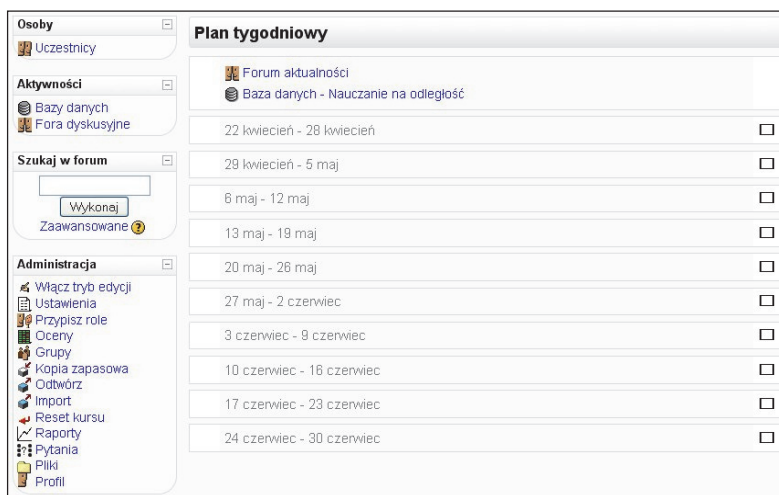 Osoby
Uczestnicy
Aktywności
Bazy danych
Fora dyskusyjne
Szukaj w forum
Wykonaj
Zaawansowane
Administracja
Włącz tryb edycji
Ustawienia
Przypisz role
Oceny
Grupy
Kopia zapasowa
Odtwórz
Import
Reset kursu
Raporty
Pytania
Pliki
Profil
Plan tygodniowy
Forum aktualności
Baza danych - Nauczanie na odległość
22 kwiecień - 28 kwiecień
29 kwiecień - 5 maj
6 maj - 12 maj
13 maj - 19 maj
20 maj - 26 maj
27 maj - 2 czerwiec
3 czerwiec - 9 czerwiec
10 czerwiec - 16 czerwiec
17 czerwiec - 23 czerwiec
24 czerwiec - 30 czerwiec